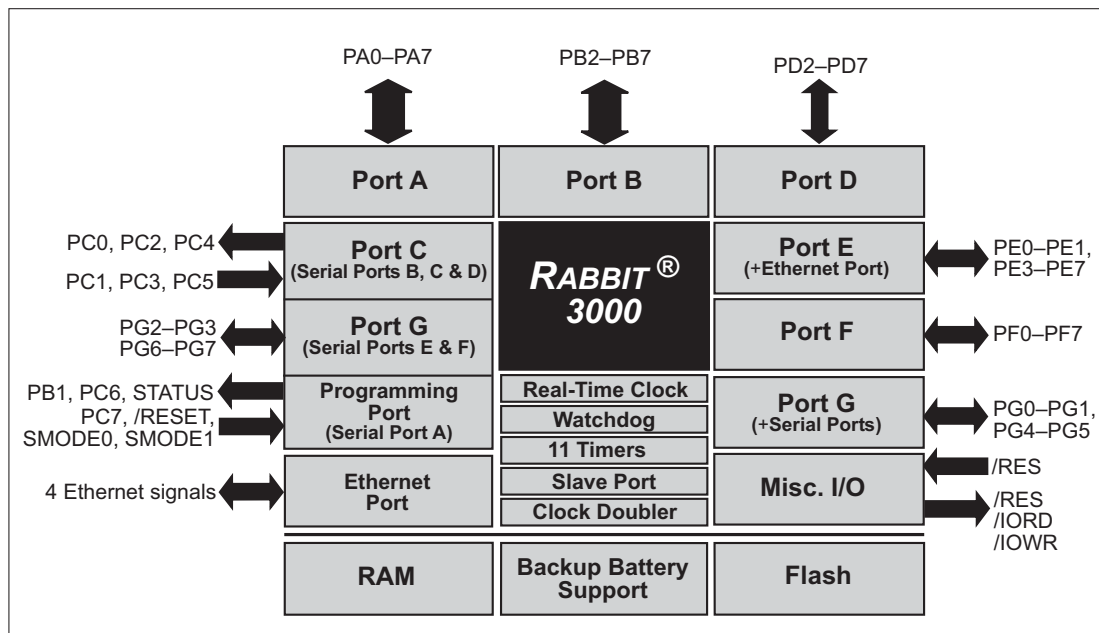 PA0–PA7
PB2–PB7
PD2–PD7
Port A
Port B
Port D
PC0, PC2, PC4
PC1, PC3, PC5
Port C
(Serial Ports B, C & D)
RABBIT ®
3000
Port E
(+Ethernet Port)
PE0–PE1,
PE3–PE7
PG2–PG3
PG6–PG7
Port G
(Serial Ports E & F)
Port F
PF0–PF7
PB1, PC6, STATUS
PC7, /RESET,
SMODE0, SMODE1
Programming
Port
(Serial Port A)
Real-Time Clock
Watchdog
11 Timers
Slave Port
Clock Doubler
Port G
(+Serial Ports)
PG0–PG1,
PG4–PG5
4 Ethernet signals
Ethernet
Port
Misc. I/O
/RES
/RES
/IORD
/IOWR
RAM
Backup Battery
Support
Flash